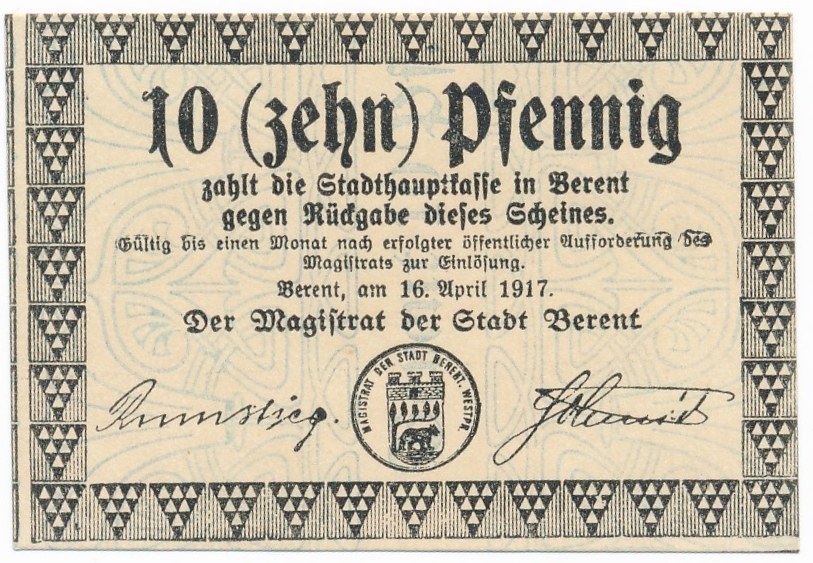 10 (zehn) Pfennig
zahlt die Stadthauptkasse in Berent
gegen Rückgabe dieses Scheines.
Gültig bis einen Monat nach erfolgter öffentlicher Aufforderung des
Magistrats zur Einlösung.
Berent, am 16. April 1917.
Der Magistrat der Stadt Berent
MAGISTRAT DER STADT BERENT, WESTPR.